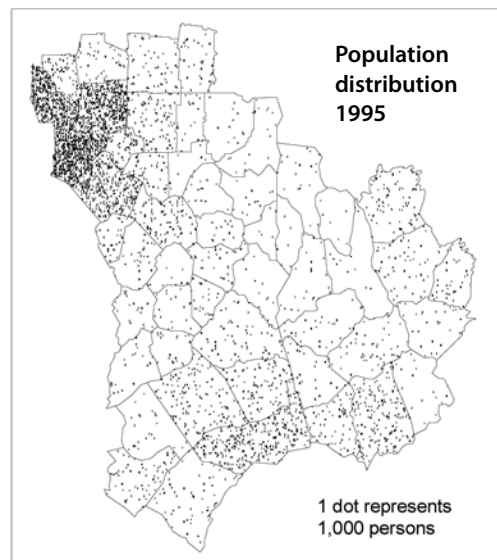 Population
distribution
1995
1 dot represents
1,000 persons